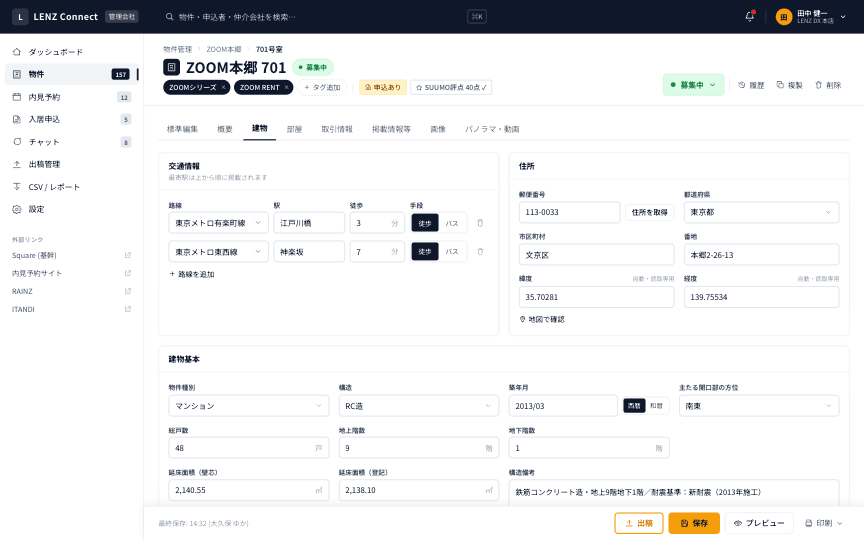 L LENZ Connect 管理会社
物件・申込者・仲介会社を検索…
⌘K
田 田中 健一
LENZ DX 本店
ダッシュボード
物件 157
内見予約 12
入居申込 5
チャット 8
出稿管理
CSV / レポート
設定
外部リンク
Square (基幹)
内見予約サイト
RAINZ
ITANDI
物件管理 › ZOOM本郷 › 701号室
ZOOM本郷 701 募集中
ZOOMシリーズ × ZOOM RENT × + タグ追加 申込あり ☆ SUUMO評点 40点 ✓
募集中 履歴 複製 削除
標準編集 概要 建物 部屋 取引情報 掲載情報等 画像 パノラマ・動画
交通情報
最寄駅は上から順に掲載されます
路線 駅 徒歩 手段
東京メトロ有楽町線 江戸川橋 3 分 徒歩 バス
東京メトロ東西線 神楽坂 7 分 徒歩 バス
+ 路線を追加
住所
郵便番号 都道府県
113-0033 住所を取得 東京都
市区町村 番地
文京区 本郷2-26-13
緯度 自動・読取専用 経度 自動・読取専用
35.70281 139.75534
地図で確認
建物基本
物件種別 構造 築年月 主たる開口部の方位
マンション RC造 2013/03 西暦 和暦 南東
総戸数 地上階数 地下階数
48 戸 9 階 1 階
延床面積（壁芯） 延床面積（登記） 構造備考
2,140.55 ㎡ 2,138.10 ㎡ 鉄筋コンクリート造・地上9階地下1階／耐震基準：新耐震（2013年施工）
最終保存: 14:32 (大久保 ゆか)
出稿 保存 プレビュー 印刷